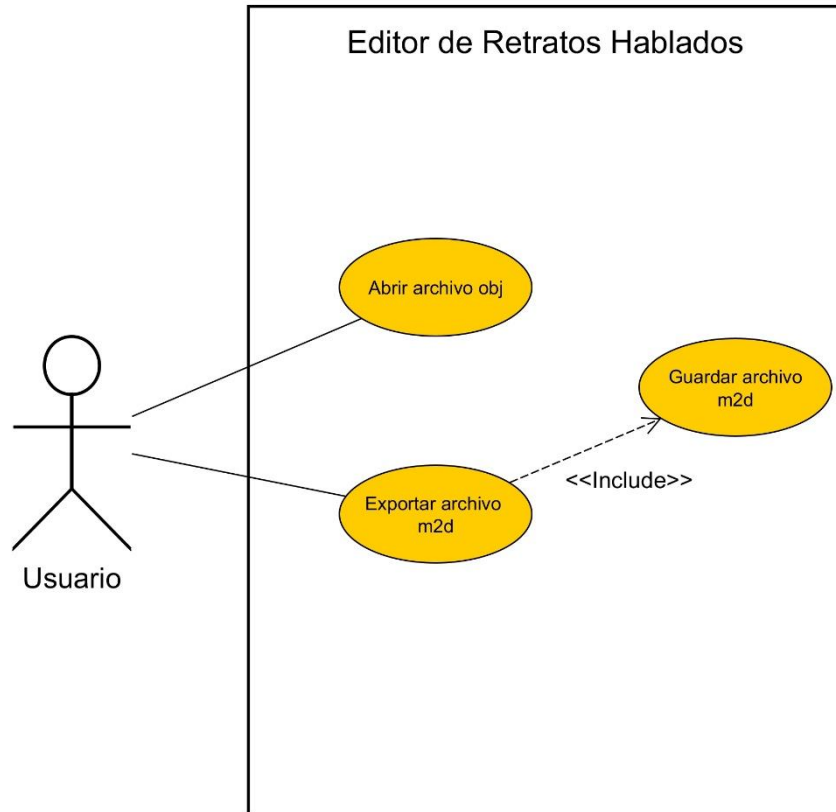 Editor de Retratos Hablados
Abrir archivo obj
Guardar archivo
m2d
<<Include>>
Exportar archivo
m2d
Usuario